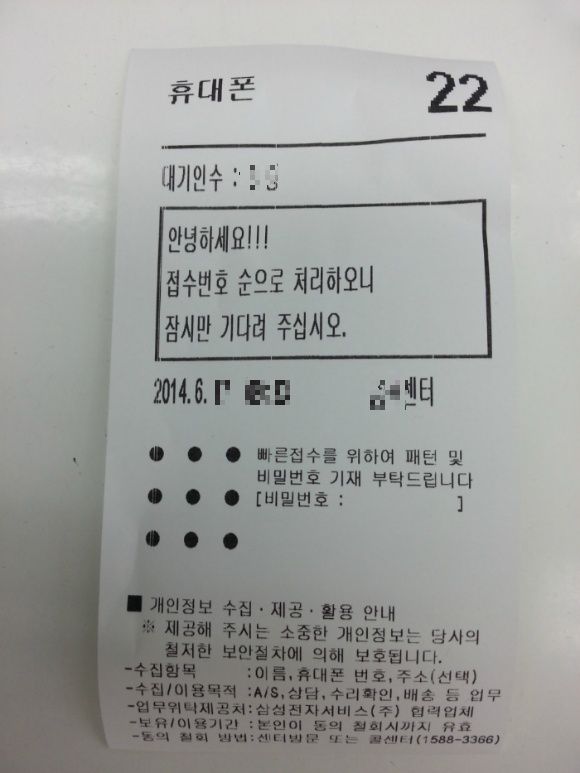 휴대폰 22
대기인수 :
안녕하세요!!!
접수번호 순으로 처리하오니
잠시만 기다려 주십시오.
2014.6. 센터
빠른접수를 위하여 패턴 및
비밀번호 기재 부탁드립니다
[비밀번호 : ]
■ 개인정보 수집·제공·활용 안내
※ 제공해 주시는 소중한 개인정보는 당사의
철저한 보안절차에 의해 보호됩니다.
-수집항목 :이름,휴대폰 번호,주소(선택)
-수집/이용목적 :A/S,상담,수리확인,배송 등 업무
-업무위탁제공처:삼성전자서비스(주) 협력업체
-보유/이용기간 :본인이 동의 철회시까지 유효
-동의 철회 방법:센터방문 또는 콜센터(1588-3366)